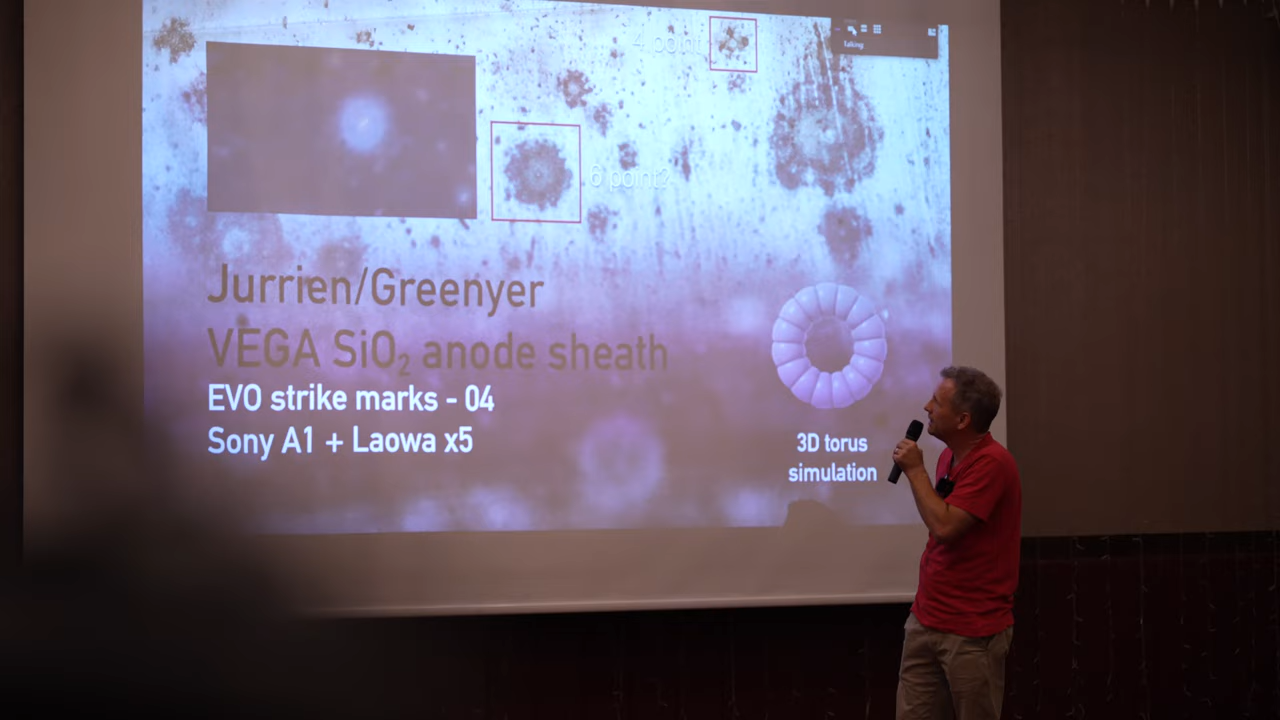 4 point
6 point?
Talking:
Jurrien/Greenyer
VEGA SiO₂ anode sheath
EVO strike marks - 04
Sony A1 + Laowa x5
3D torus
simulation